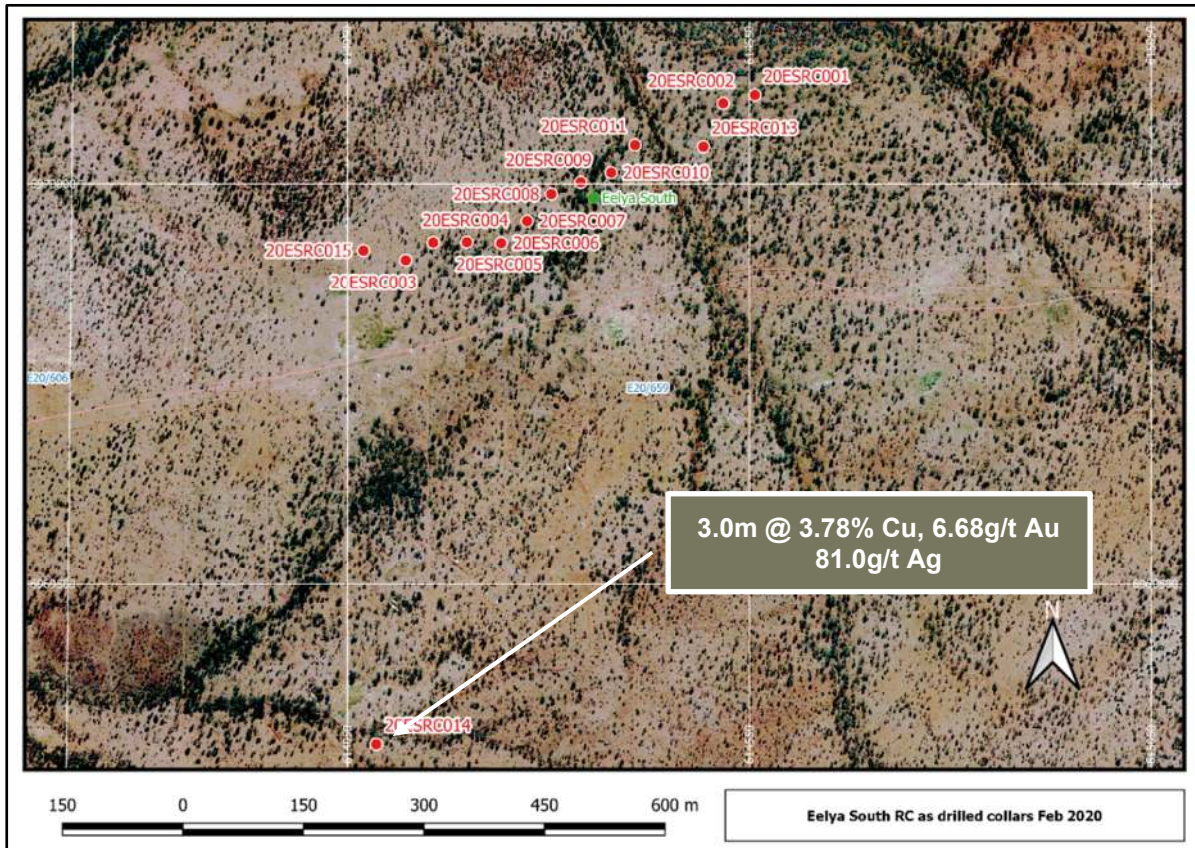 20ESRC002
20ESRC001
20ESRC011
20ESRC013
20ESRC009
20ESRC010
20ESRC008
Eelya South
20ESRC004
20ESRC007
20ESRC015
20ESRC006
20ESRC005
20ESRC003
E20/606
E20/659
3.0m @ 3.78% Cu, 6.68g/t Au
81.0g/t Ag
N
20ESRC014
150 0 150 300 450 600 m
Eelya South RC as drilled collars Feb 2020